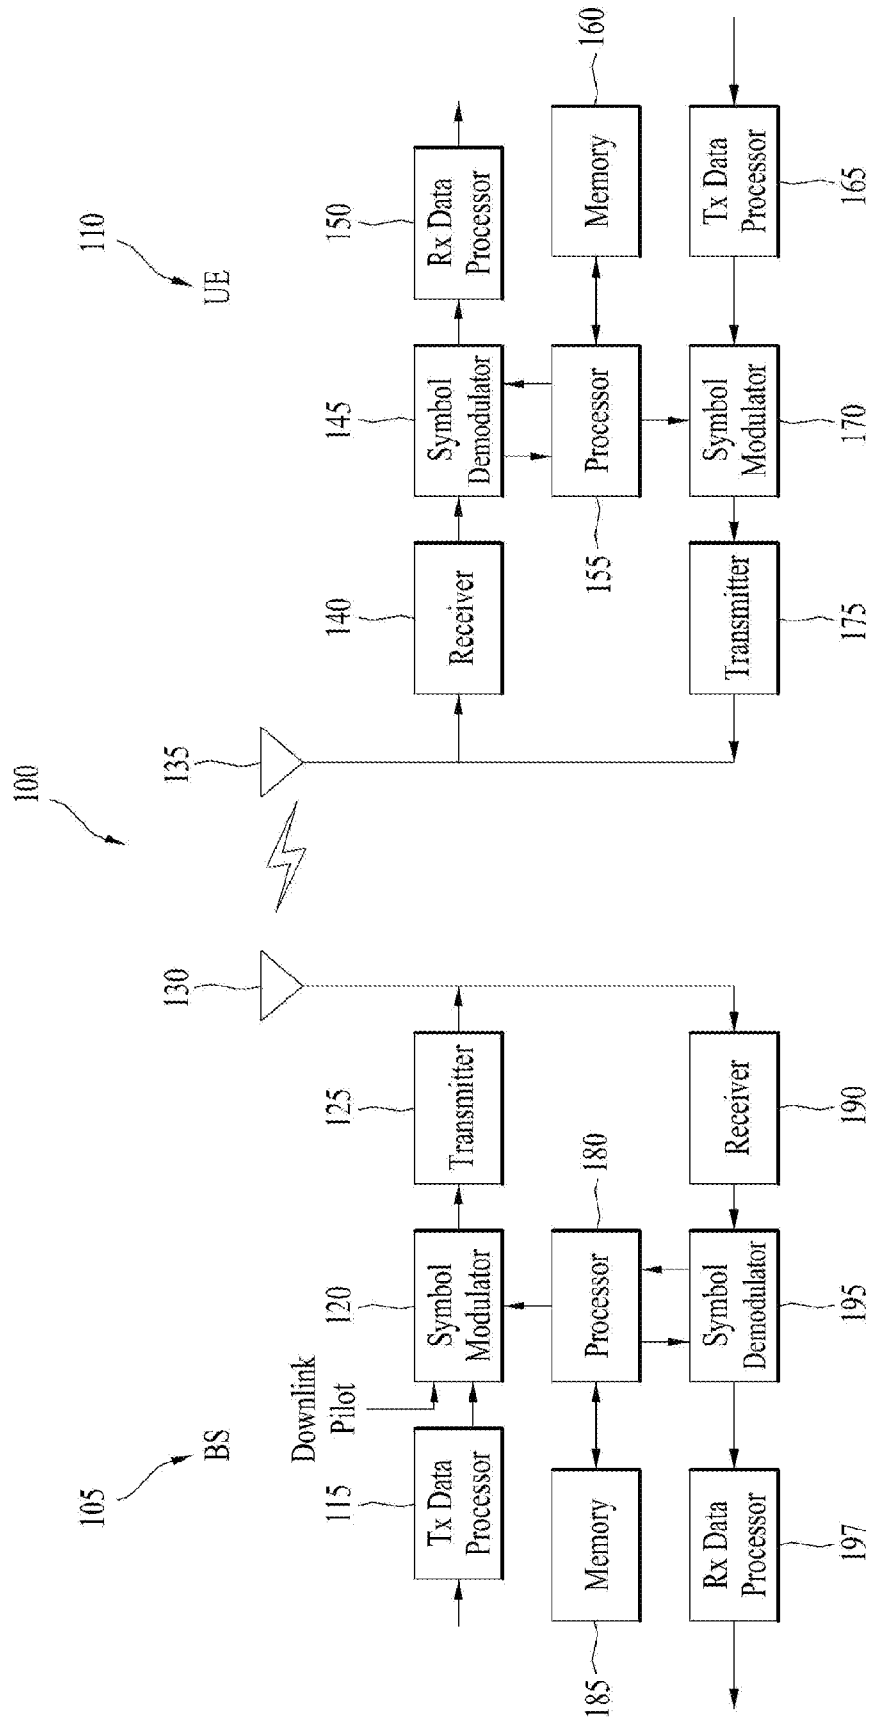 100
105
BS
110
UE
130
135
Downlink
Pilot
115
Tx Data
Processor
120
Symbol
Modulator
125
Transmitter
140
Receiver
145
Symbol
Demodulator
150
Rx Data
Processor
185
Memory
180
Processor
155
Processor
160
Memory
197
Rx Data
Processor
195
Symbol
Demodulator
190
Receiver
175
Transmitter
170
Symbol
Modulator
165
Tx Data
Processor